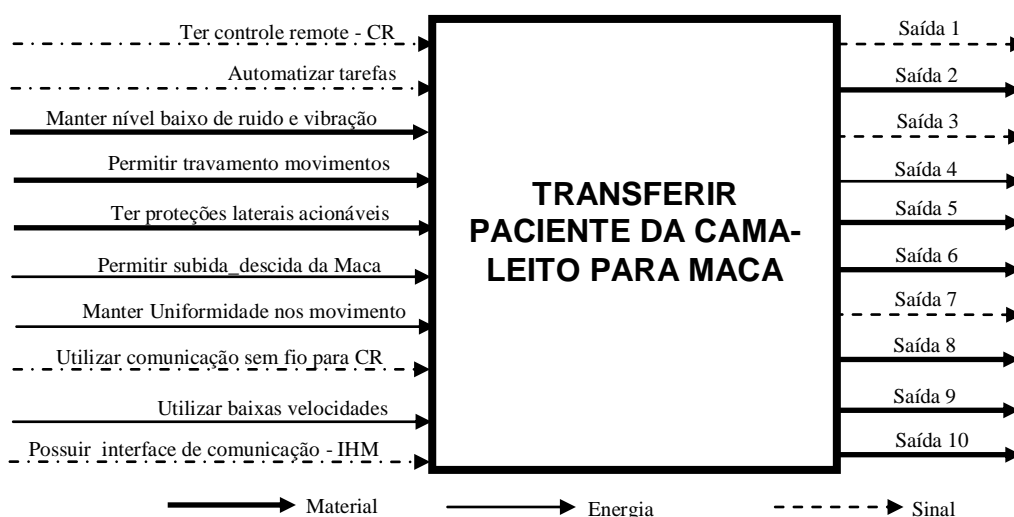 Ter controle remote - CR
Automatizar tarefas
Manter nível baixo de ruido e vibração
Permitir travamento movimentos
Ter proteções laterais acionáveis
Permitir subida_descida da Maca
Manter Uniformidade nos movimento
Utilizar comunicação sem fio para CR
Utilizar baixas velocidades
Possuir interface de comunicação - IHM
TRANSFERIR
PACIENTE DA CAMA-
LEITO PARA MACA
Saída 1
Saída 2
Saída 3
Saída 4
Saída 5
Saída 6
Saída 7
Saída 8
Saída 9
Saída 10
Material
Energia
Sinal